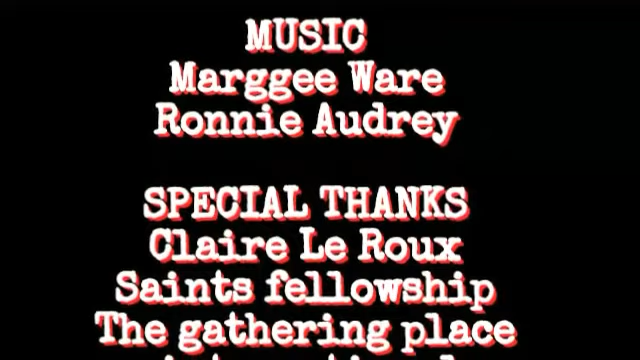 MUSIC
Marggee Ware
Ronnie Audrey
SPECIAL THANKS
Claire Le Roux
Saints fellowship
The gathering place